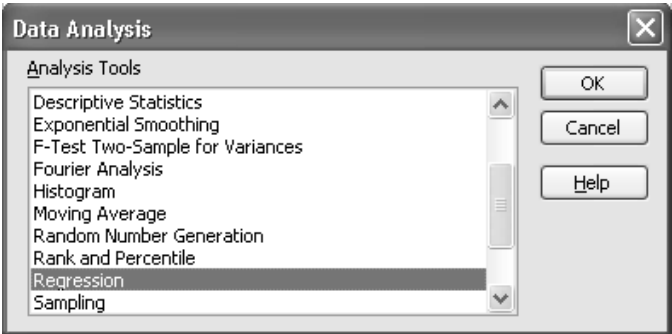 Data Analysis
Analysis Tools
OK
Descriptive Statistics
Exponential Smoothing
Cancel
F-Test Two-Sample for Variances
Fourier Analysis
Histogram
Help
Moving Average
Random Number Generation
Rank and Percentile
Regression
Sampling